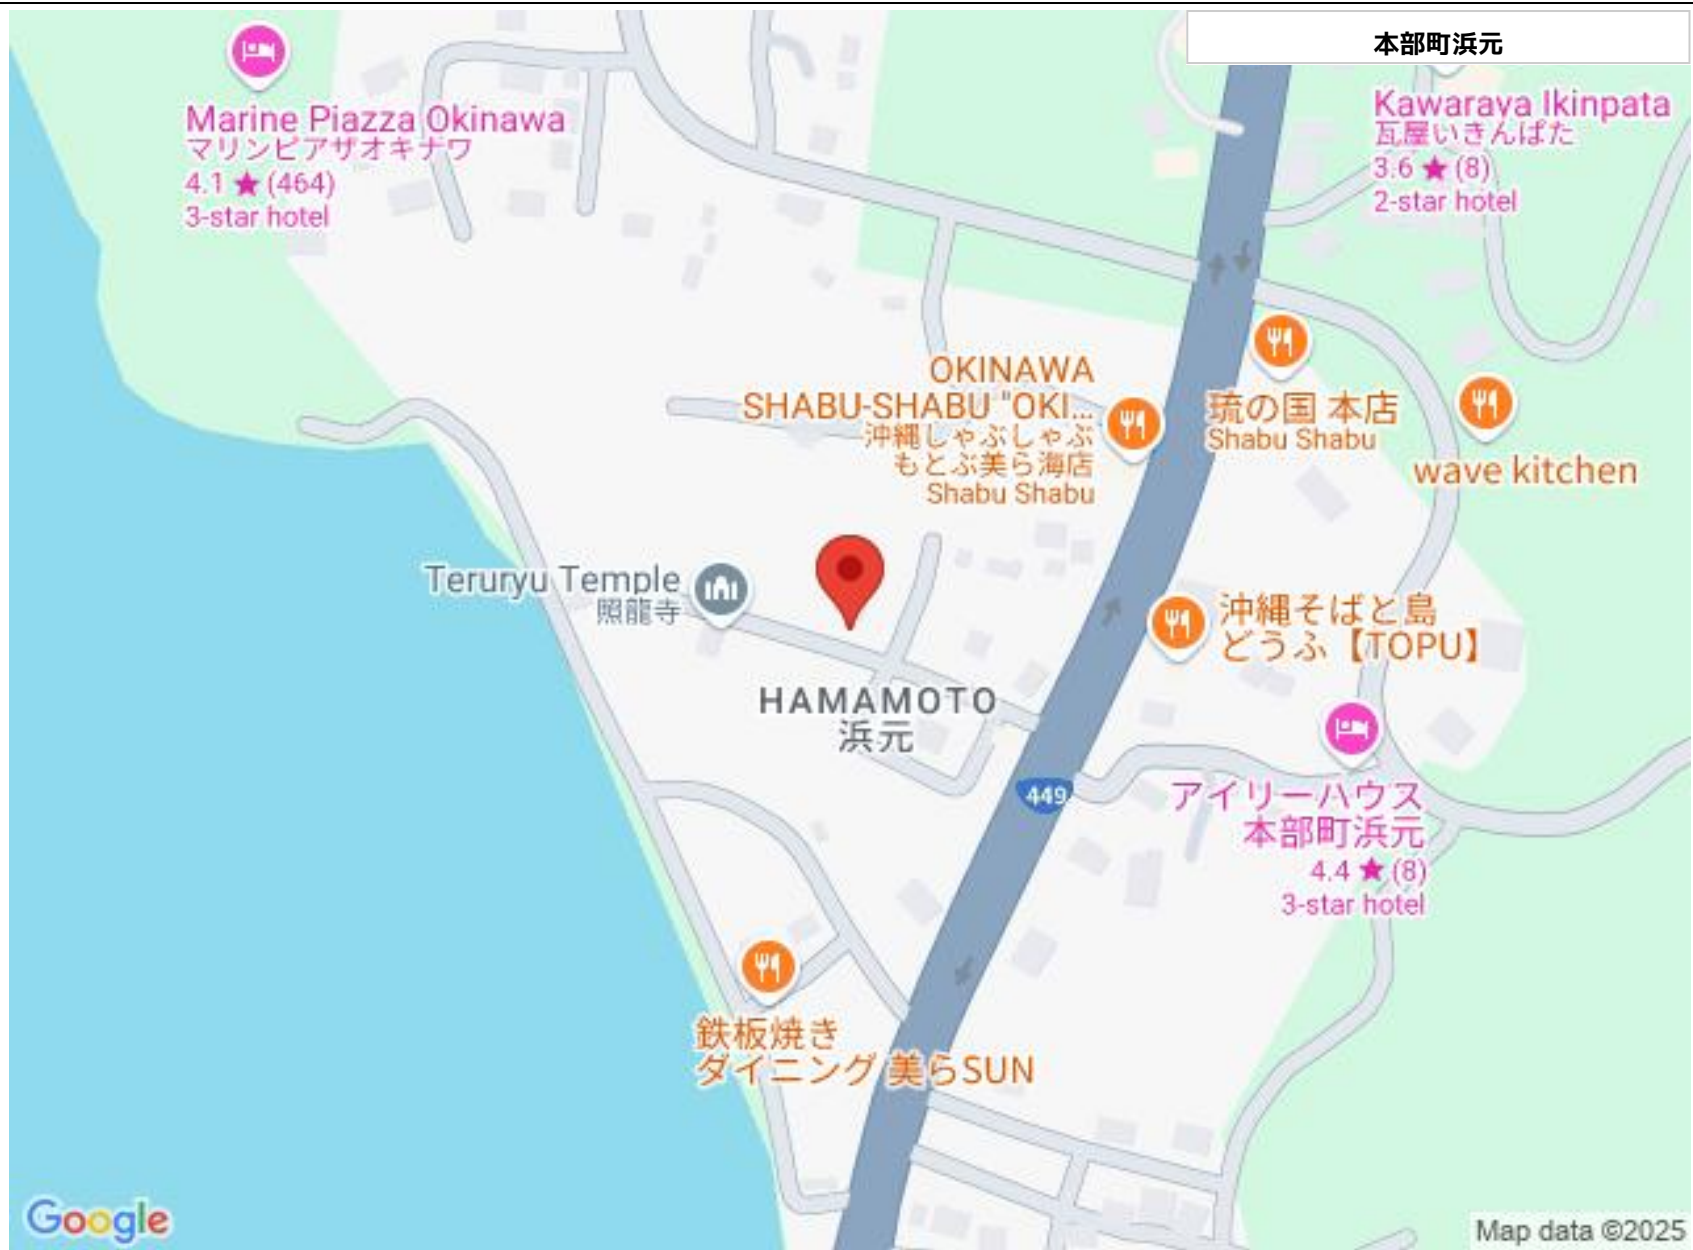 本部町浜元
Marine Piazza Okinawa
マリンピアザオキナワ
4.1 ★ (464)
3-star hotel
Kawaraya Ikinpata
瓦屋いきんぱた
3.6 ★ (8)
2-star hotel
OKINAWA
SHABU-SHABU "OKI...
沖縄しゃぶしゃぶ
もとぶ美ら海店
Shabu Shabu
琉の国 本店
Shabu Shabu
wave kitchen
Teruryu Temple
照龍寺
沖縄そばと島
どうふ【TOPU】
HAMAMOTO
浜元
449
アイリーハウス
本部町浜元
4.4 ★ (8)
3-star hotel
鉄板焼き
ダイニング 美らSUN
Google
Map data ©2025